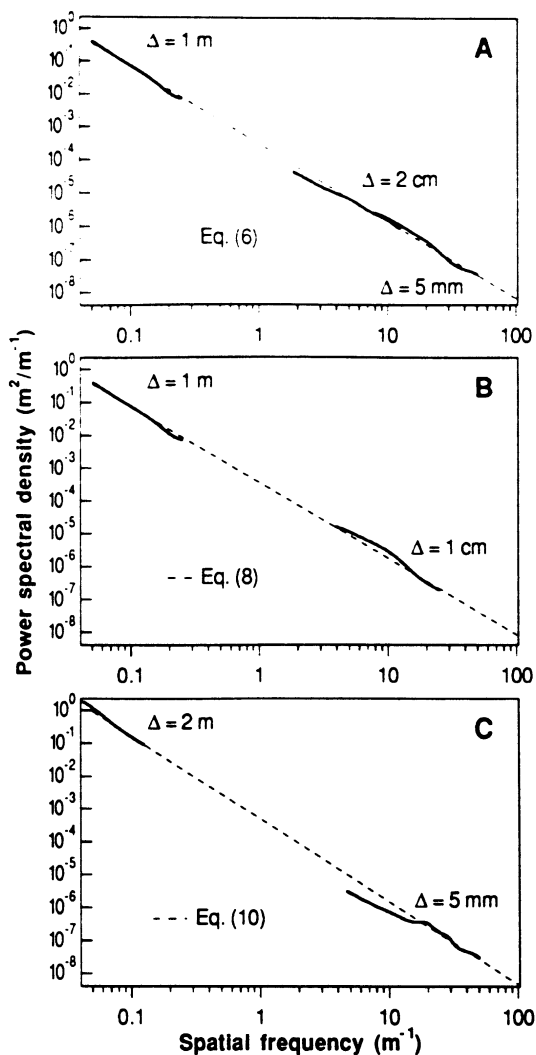 A
Δ = 1 m
Δ = 2 cm
Eq. (6)
Δ = 5 mm
10⁰
10⁻¹
10⁻²
10⁻³
10⁻⁴
10⁻⁵
10⁻⁶
10⁻⁷
10⁻⁸
0.1 1 10 100
B
Δ = 1 m
Δ = 1 cm
-- Eq. (8)
10⁰
10⁻¹
10⁻²
10⁻³
10⁻⁴
10⁻⁵
10⁻⁶
10⁻⁷
10⁻⁸
0.1 1 10 100
C
Δ = 2 m
Δ = 5 mm
--- Eq. (10)
10⁰
10⁻¹
10⁻²
10⁻³
10⁻⁴
10⁻⁵
10⁻⁶
10⁻⁷
10⁻⁸
0.1 1 10 100
Power spectral density (m²/m⁻¹)
Spatial frequency (m⁻¹)